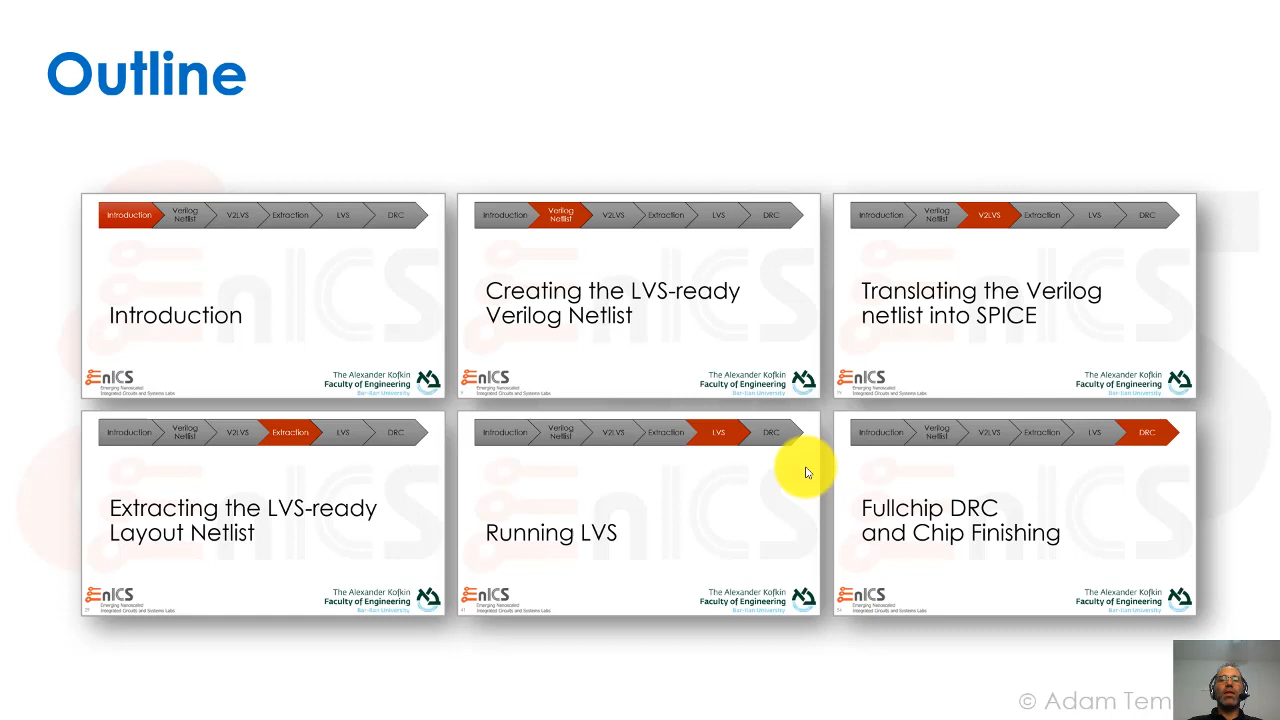 Outline
Introduction
Verilog
Netlist
V2LVS
Extraction
LVS
DRC
Introduction
EnICS
Emerging Nanoscaled
Integrated Circuits and Systems Labs
The Alexander Kofkin
Faculty of Engineering
Bar-Ilan University
Introduction
Verilog
Netlist
V2LVS
Extraction
LVS
DRC
Creating the LVS-ready
Verilog Netlist
EnICS
Emerging Nanoscaled
Integrated Circuits and Systems Labs
The Alexander Kofkin
Faculty of Engineering
Bar-Ilan University
Introduction
Verilog
Netlist
V2LVS
Extraction
LVS
DRC
Translating the Verilog
netlist into SPICE
EnICS
Emerging Nanoscaled
Integrated Circuits and Systems Labs
The Alexander Kofkin
Faculty of Engineering
Bar-Ilan University
Introduction
Verilog
Netlist
V2LVS
Extraction
LVS
DRC
Extracting the LVS-ready
Layout Netlist
EnICS
Emerging Nanoscaled
Integrated Circuits and Systems Labs
The Alexander Kofkin
Faculty of Engineering
Bar-Ilan University
Introduction
Verilog
Netlist
V2LVS
Extraction
LVS
DRC
Running LVS
EnICS
Emerging Nanoscaled
Integrated Circuits and Systems Labs
41
The Alexander Kofkin
Faculty of Engineering
Bar-Ilan University
Introduction
Verilog
Netlist
V2LVS
Extraction
LVS
DRC
Fullchip DRC
and Chip Finishing
EnICS
Emerging Nanoscaled
Integrated Circuits and Systems Labs
The Alexander Kofkin
Faculty of Engineering
Bar-Ilan University
© Adam Tem